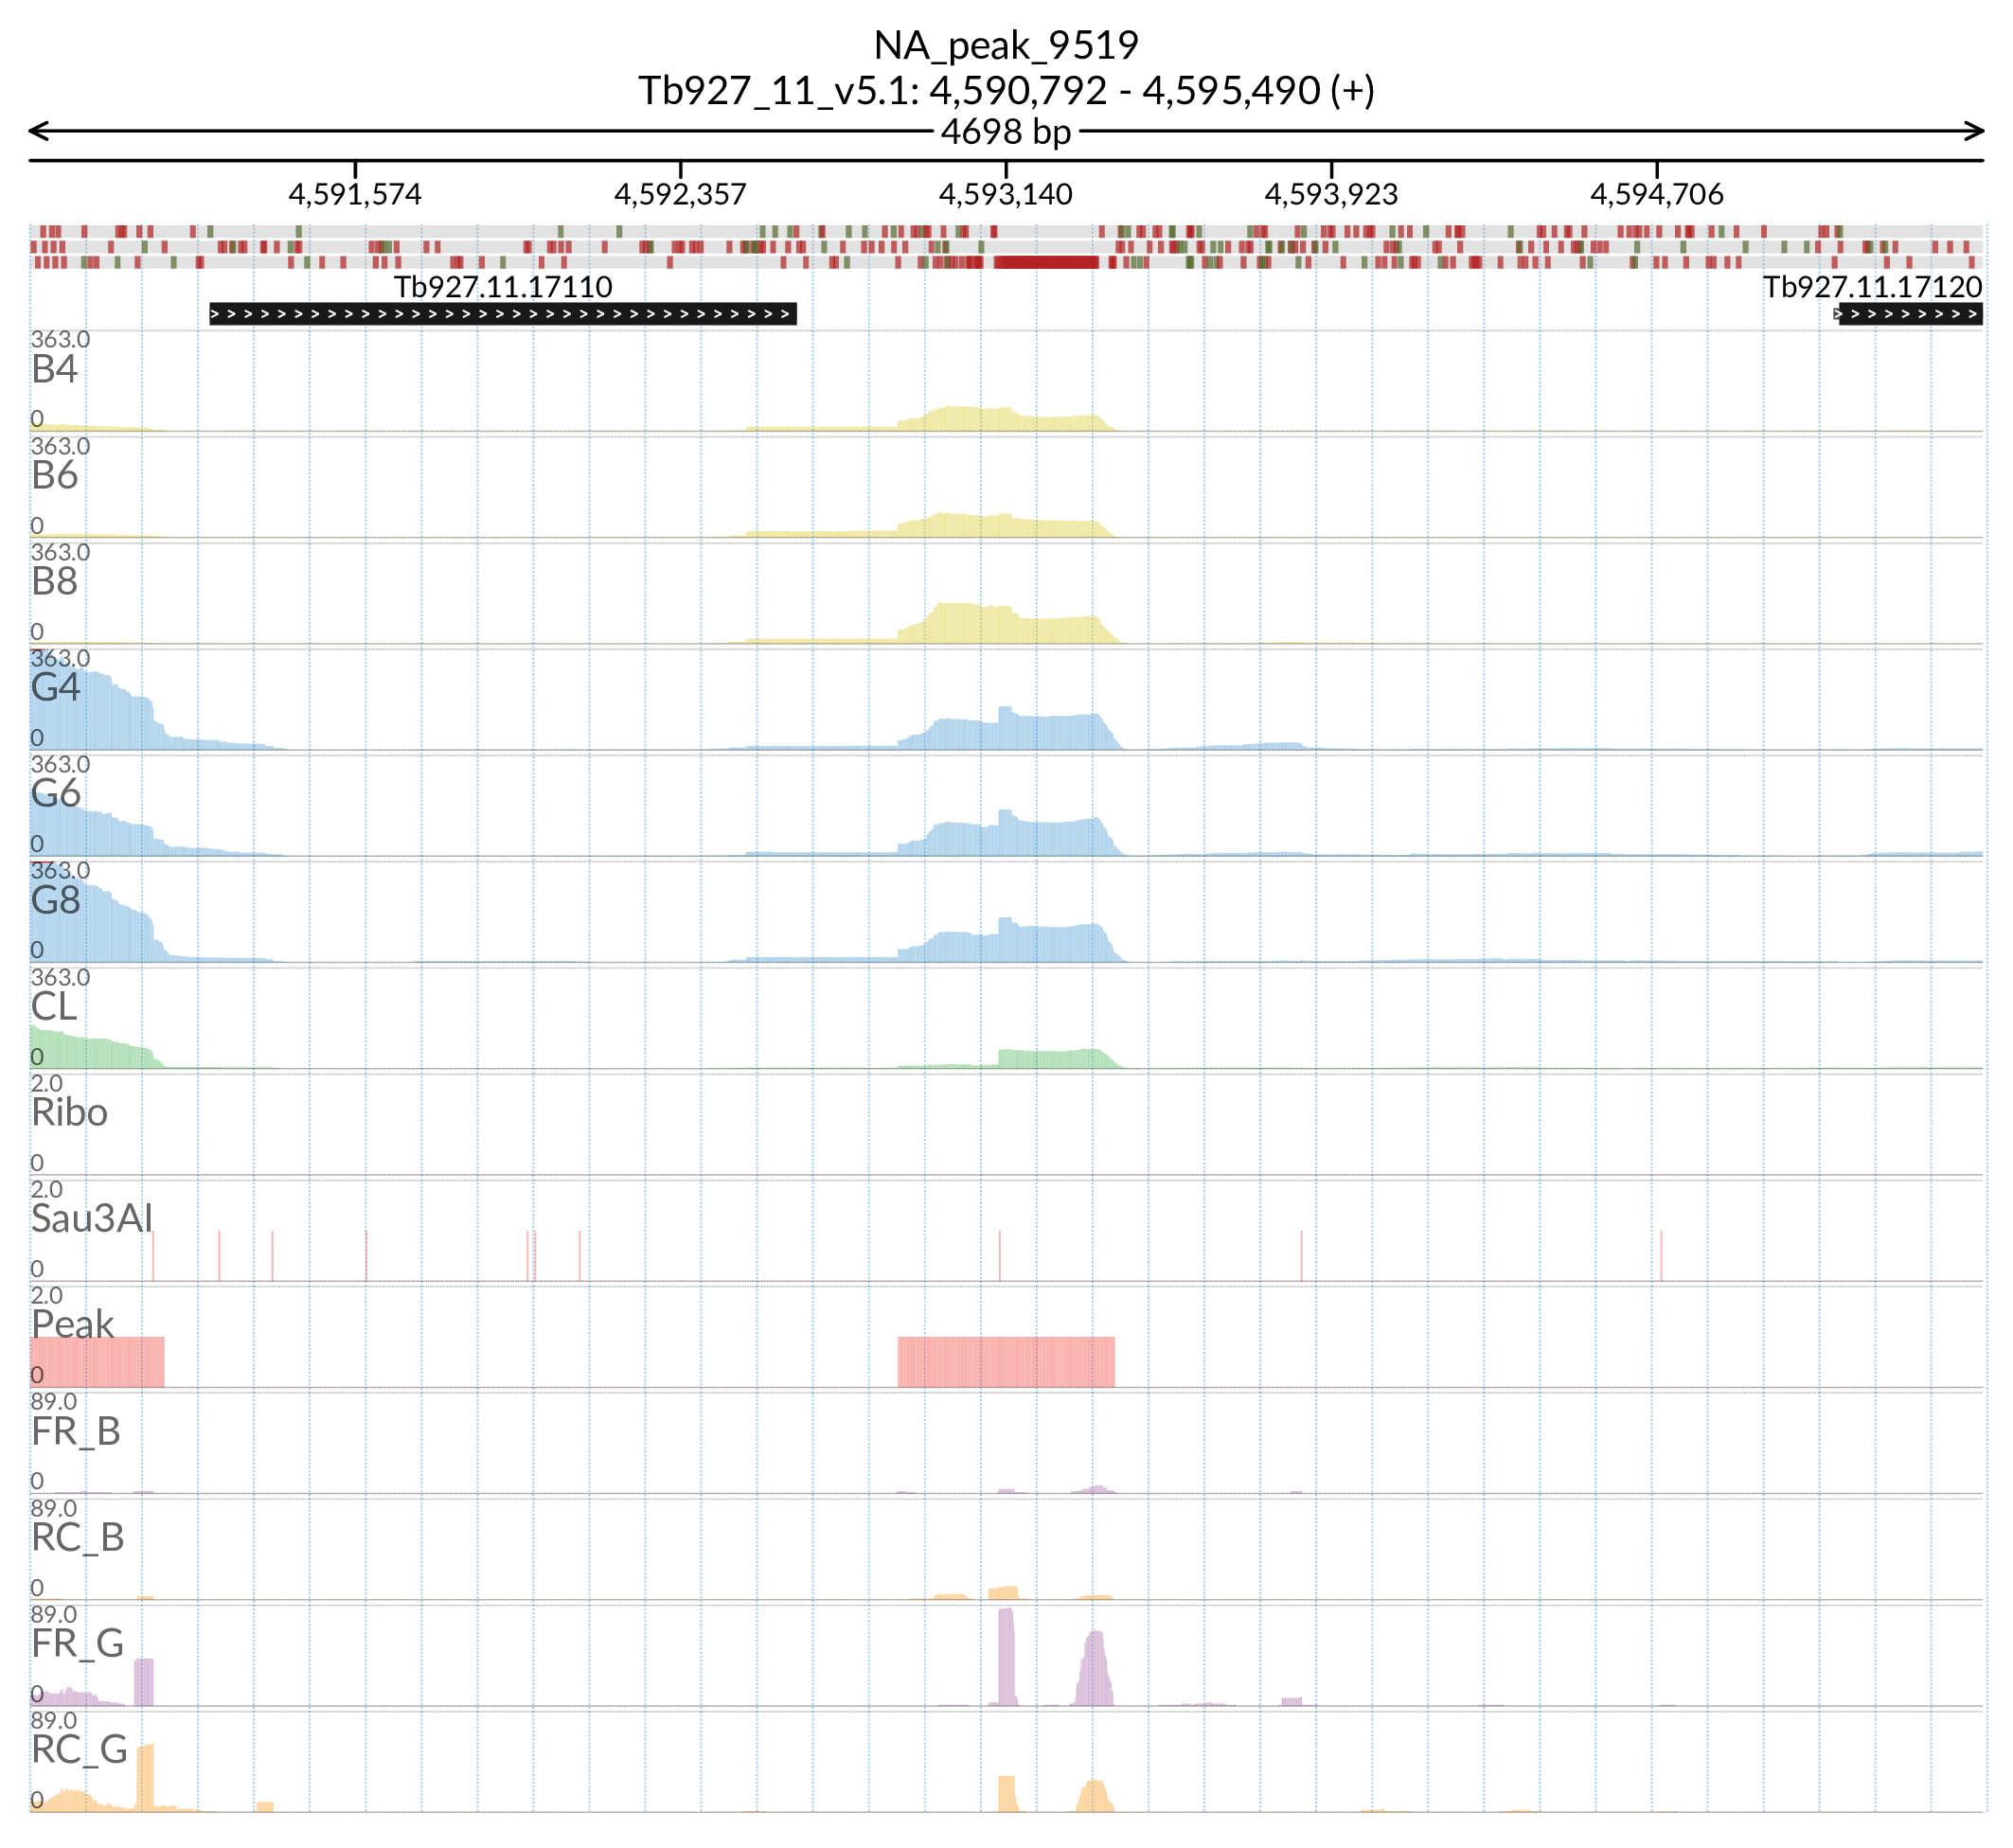 NA_peak_9519
Tb927_11_v5.1: 4,590,792 - 4,595,490 (+)
4698 bp
4,591,574 4,592,357 4,593,140 4,593,923 4,594,706
Tb927.11.17110 Tb927.11.17120
363.0
B4
0
363.0
B6
0
363.0
B8
0
363.0
G4
0
363.0
G6
0
363.0
G8
0
363.0
CL
0
2.0
Ribo
0
2.0
Sau3AI
0
2.0
Peak
0
89.0
FR_B
0
89.0
RC_B
0
89.0
FR_G
0
89.0
RC_G
0